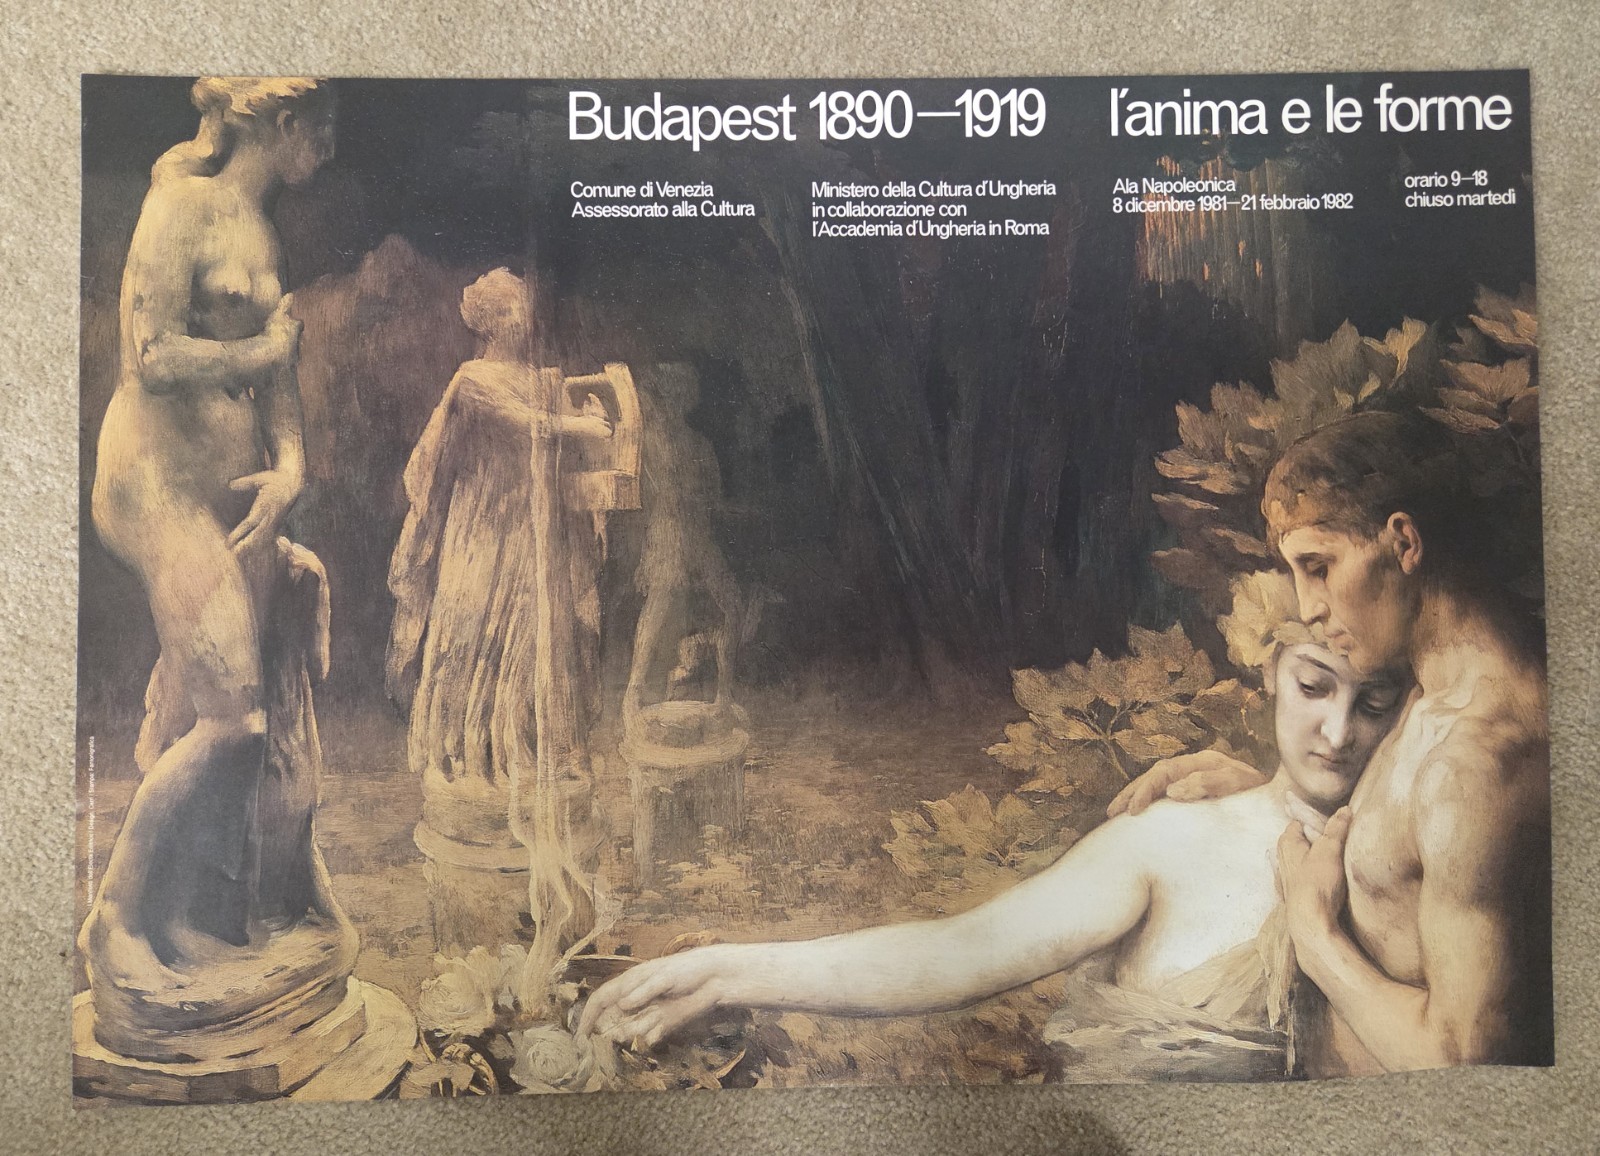 Budapest 1890—1919
l'anima e le forme
Comune di Venezia
Assessorato alla Cultura
Ministero della Cultura d'Ungheria
in collaborazione con
l'Accademia d'Ungheria in Roma
Ala Napoleonica
8 dicembre 1981—21 febbraio 1982
orario 9—18
chiuso martedì